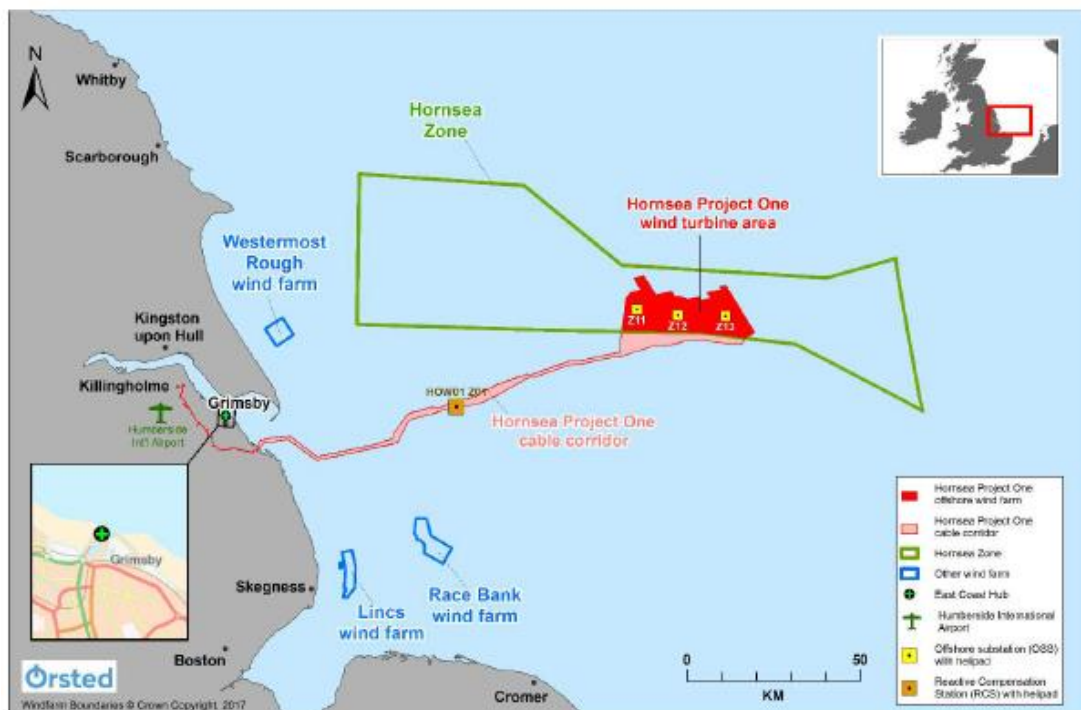 N
Whitby
Scarborough
Hornsea
Zone
Hornsea Project One
wind turbine area
Westermost
Rough
wind farm
Z11
Z12
Z13
Kingston
upon Hull
Killingholme
HOW01 Z01
Grimsby
Humberside
Int'l Airport
Hornsea Project One
cable corridor
Grimsby
Skegness
Lincs
wind farm
Race Bank
wind farm
Boston
Cromer
0
50
KM
Hornsea Project One
offshore wind farm
Hornsea Project One
cable corridor
Hornsea Zone
Other wind farm
East Coast Hub
Humberside International
Airport
Offshore substation (OSS)
with helipad
Reactive Compensation
Station (RCS) with helipad
Ørsted
Windfarm Boundaries © Crown Copyright, 2017